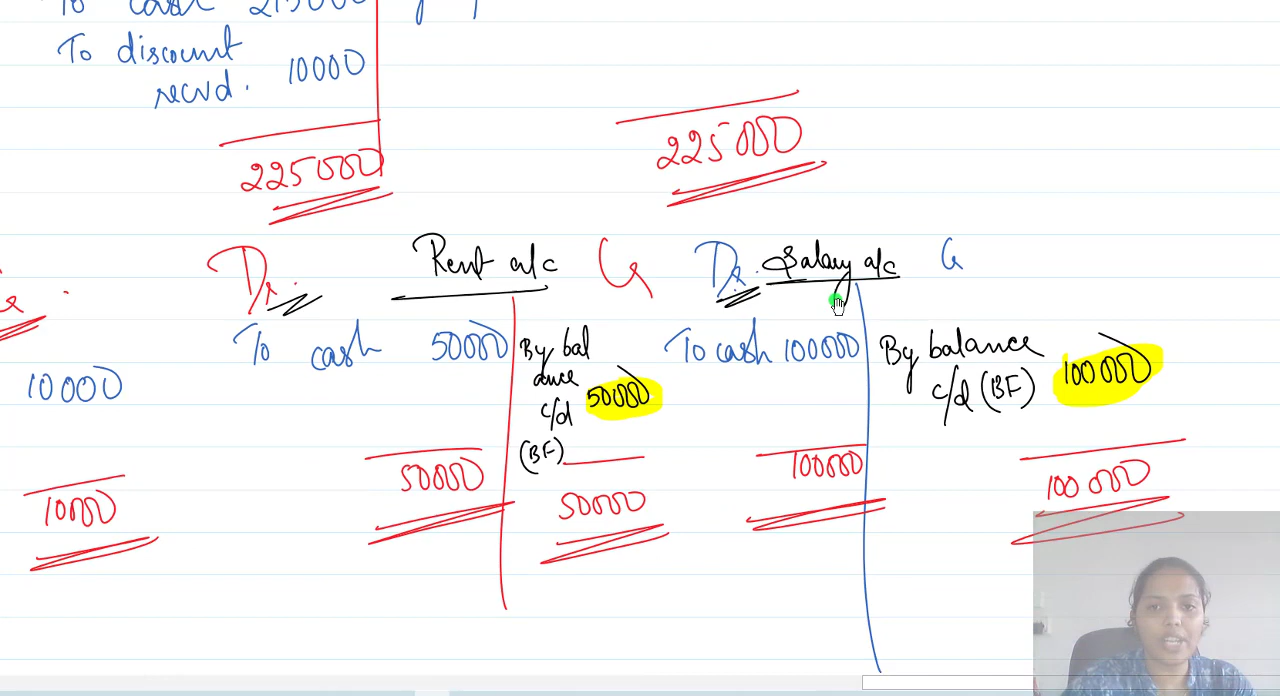 To cash 215000
To discount
recvd. 10000
225000
225000
Dr. Rent a/c Cr
To cash 50000
By bal
ance
c/d 50000
(BF)
50000
50000
Dr. Salary a/c Cr
To cash 100000
By balance
c/d (BF) 100000
100000
100000
10000
10000